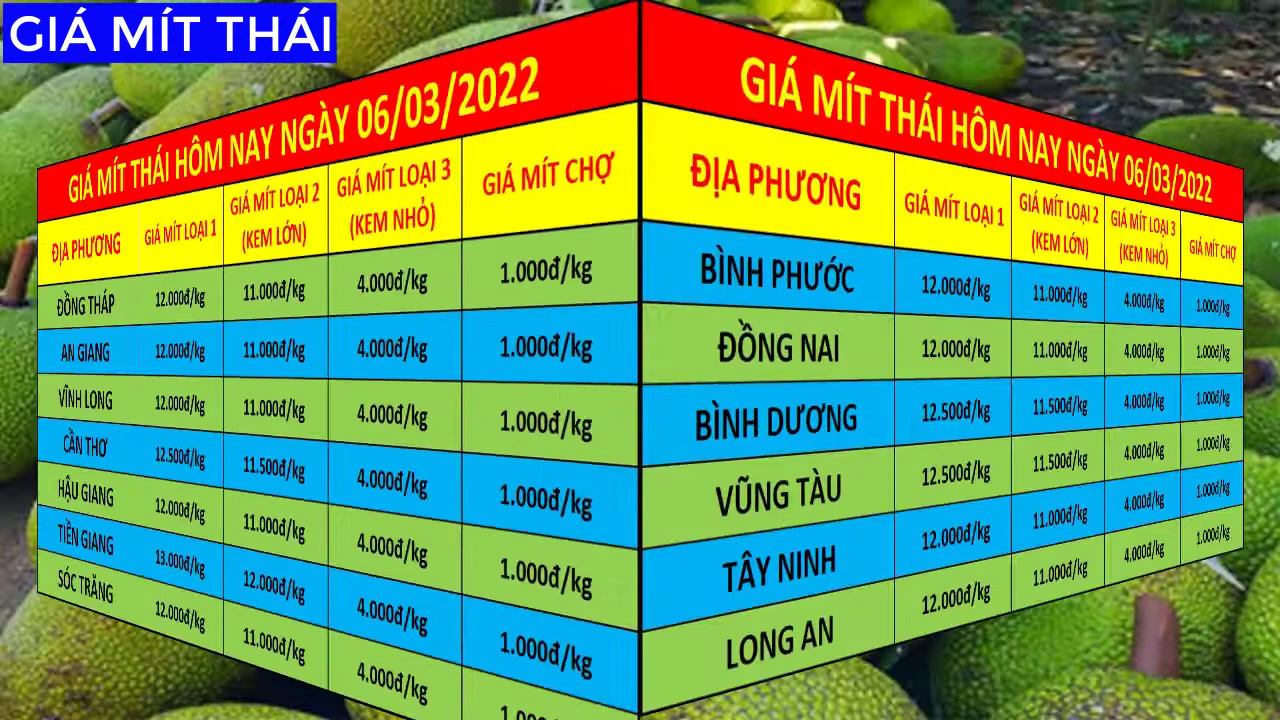 GIÁ MÍT THÁI
GIÁ MÍT THÁI HÔM NAY NGÀY 06/03/2022
ĐỊA PHƯƠNG GIÁ MÍT LOẠI 1 GIÁ MÍT LOẠI 2 (KEM LỚN) GIÁ MÍT LOẠI 3 (KEM NHỎ) GIÁ MÍT CHỢ
ĐỒNG THÁP 12.000đ/kg 11.000đ/kg 4.000đ/kg 1.000đ/kg
AN GIANG 12.000đ/kg 11.000đ/kg 4.000đ/kg 1.000đ/kg
VĨNH LONG 12.000đ/kg 11.000đ/kg 4.000đ/kg 1.000đ/kg
CẦN THƠ 12.500đ/kg 11.500đ/kg 4.000đ/kg 1.000đ/kg
HẬU GIANG 12.000đ/kg 11.000đ/kg 4.000đ/kg 1.000đ/kg
TIỀN GIANG 13.000đ/kg 12.000đ/kg 4.000đ/kg 1.000đ/kg
SÓC TRĂNG 12.000đ/kg 11.000đ/kg 4.000đ/kg
GIÁ MÍT THÁI HÔM NAY NGÀY 06/03/2022
ĐỊA PHƯƠNG GIÁ MÍT LOẠI 1 GIÁ MÍT LOẠI 2 (KEM LỚN) GIÁ MÍT LOẠI 3 (KEM NHỎ) GIÁ MÍT CHỢ
BÌNH PHƯỚC 12.000đ/kg 11.000đ/kg 4.000đ/kg 1.000đ/kg
ĐỒNG NAI 12.000đ/kg 11.000đ/kg 4.000đ/kg 1.000đ/kg
BÌNH DƯƠNG 12.500đ/kg 11.500đ/kg 4.000đ/kg 1.000đ/kg
VŨNG TÀU 12.500đ/kg 11.500đ/kg 4.000đ/kg 1.000đ/kg
TÂY NINH 12.000đ/kg 11.000đ/kg 4.000đ/kg 1.000đ/kg
LONG AN 12.000đ/kg 11.000đ/kg 4.000đ/kg 1.000đ/kg